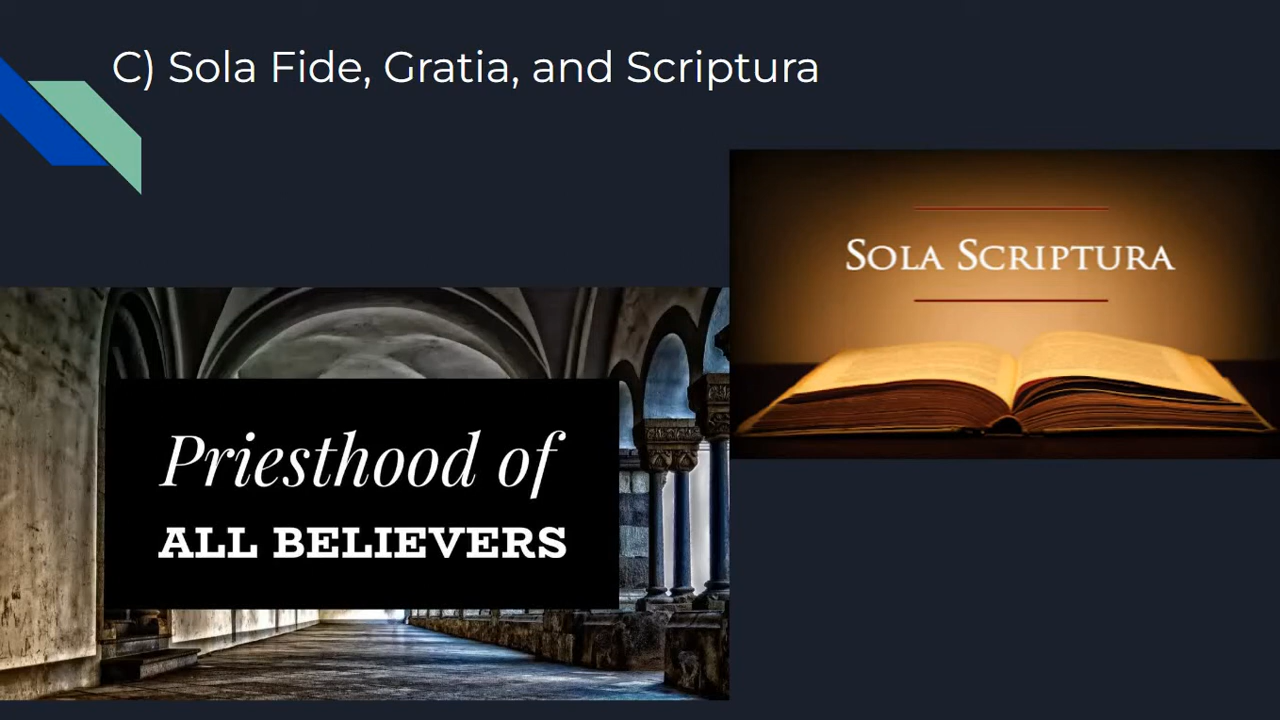 C) Sola Fide, Gratia, and Scriptura
SOLA SCRIPTURA
Priesthood of
ALL BELIEVERS